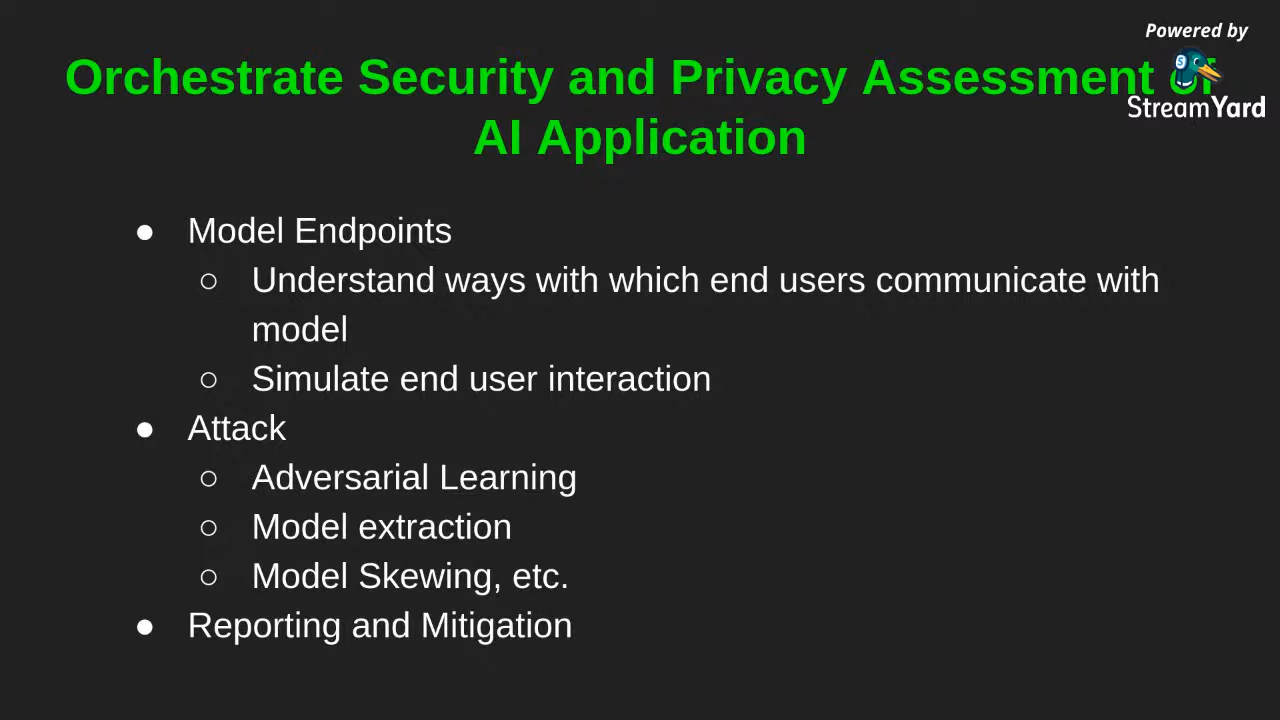 Powered by
StreamYard
Orchestrate Security and Privacy Assessment of
AI Application
● Model Endpoints
○ Understand ways with which end users communicate with
model
○ Simulate end user interaction
● Attack
○ Adversarial Learning
○ Model extraction
○ Model Skewing, etc.
● Reporting and Mitigation